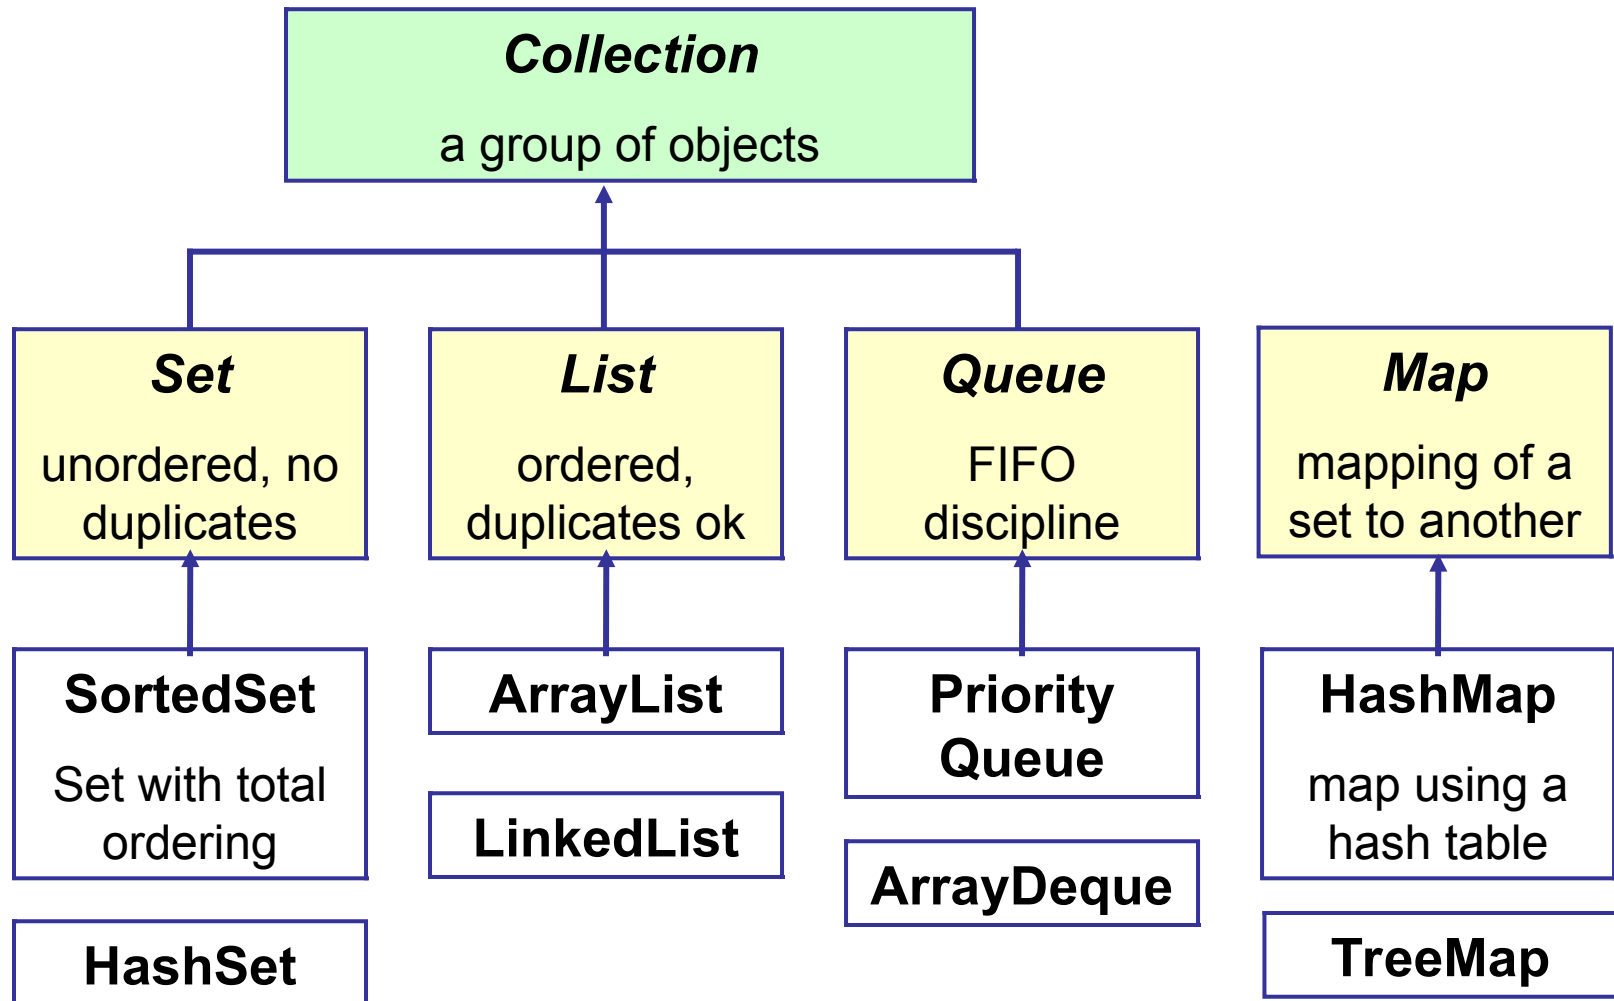 Collection
a group of objects
Set
unordered, no
duplicates
List
ordered,
duplicates ok
Queue
FIFO
discipline
Map
mapping of a
set to another
SortedSet
Set with total
ordering
HashSet
ArrayList
LinkedList
Priority
Queue
ArrayDeque
HashMap
map using a
hash table
TreeMap